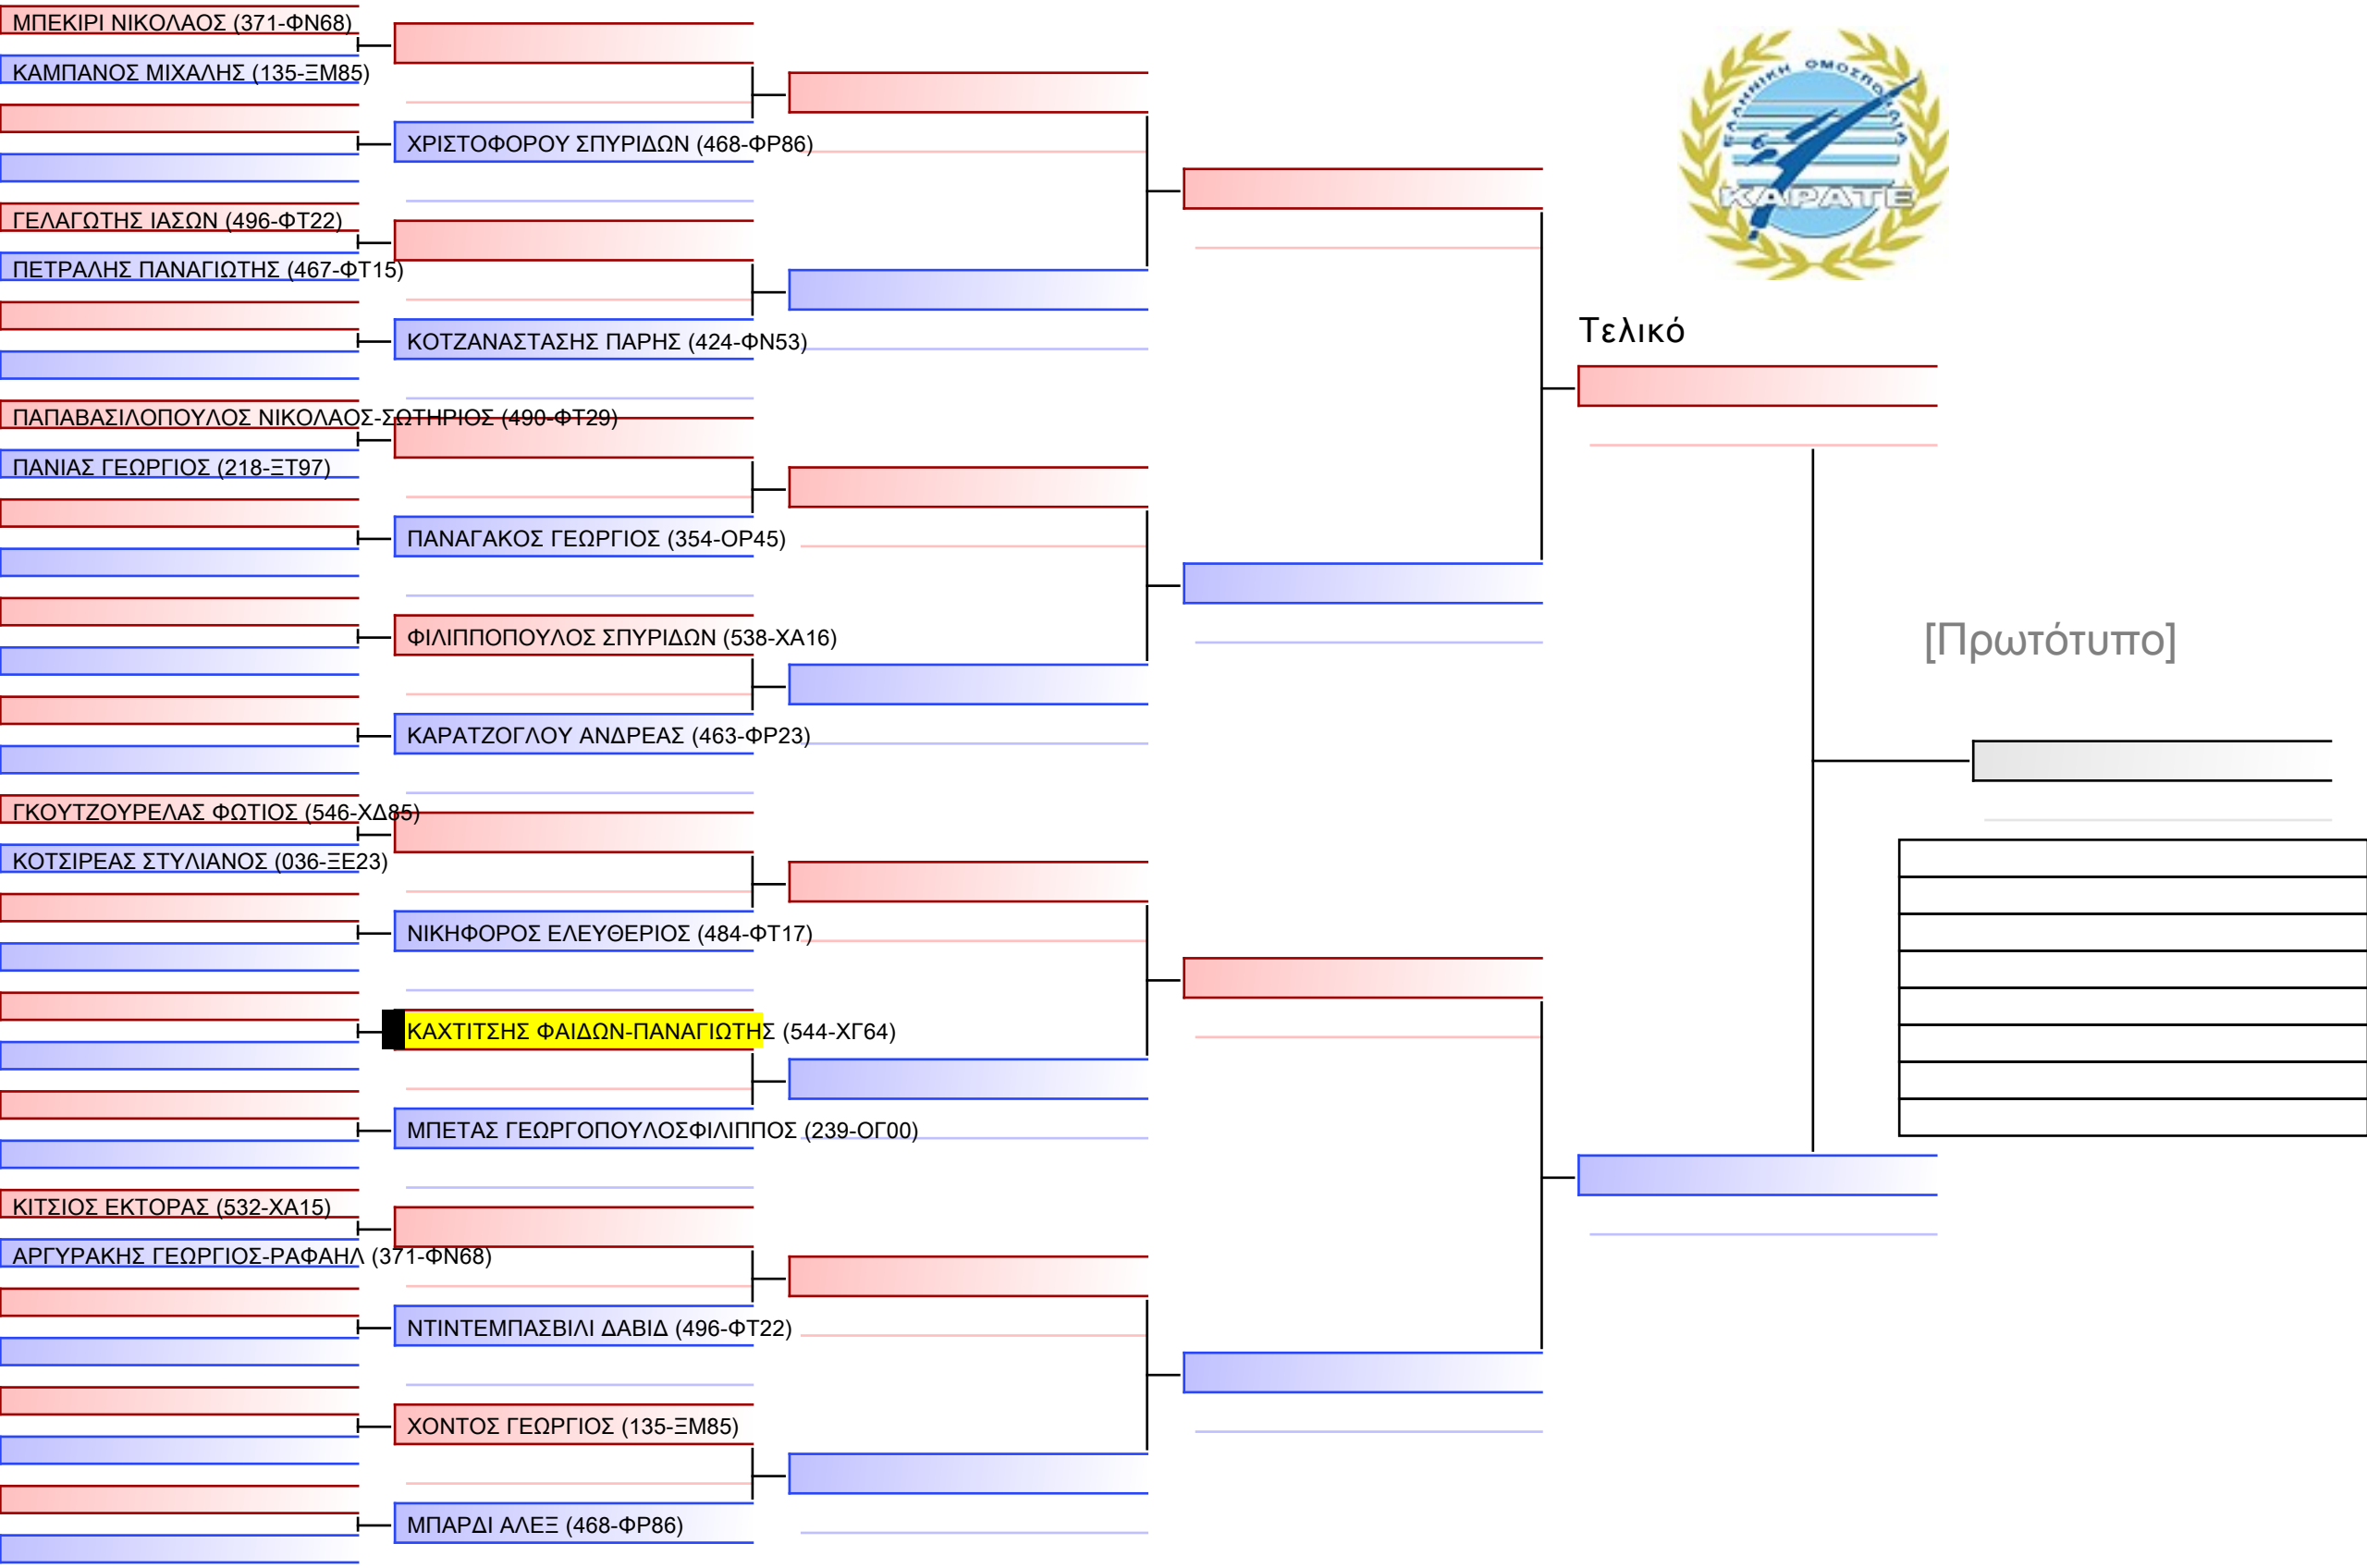 ΜΠΕΚΙΡΙ ΝΙΚΟΛΑΟΣ (371-ΦΝ68)
ΚΑΜΠΑΝΟΣ ΜΙΧΑΛΗΣ (135-ΞΜ85)
ΧΡΙΣΤΟΦΟΡΟΥ ΣΠΥΡΙΔΩΝ (468-ΦΡ86)
ΓΕΛΑΓΩΤΗΣ ΙΑΣΩΝ (496-ΦΤ22)
ΠΕΤΡΑΛΗΣ ΠΑΝΑΓΙΩΤΗΣ (467-ΦΤ15)
ΚΟΤΖΑΝΑΣΤΑΣΗΣ ΠΑΡΗΣ (424-ΦΝ53)
ΠΑΠΑΒΑΣΙΛΟΠΟΥΛΟΣ ΝΙΚΟΛΑΟΣ-ΣΩΤΗΡΙΟΣ (490-ΦΤ29)
ΠΑΝΙΑΣ ΓΕΩΡΓΙΟΣ (218-ΞΤ97)
ΠΑΝΑΓΑΚΟΣ ΓΕΩΡΓΙΟΣ (354-ΟΡ45)
ΦΙΛΙΠΠΟΠΟΥΛΟΣ ΣΠΥΡΙΔΩΝ (538-ΧΑ16)
ΚΑΡΑΤΖΟΓΛΟΥ ΑΝΔΡΕΑΣ (463-ΦΡ23)
ΓΚΟΥΤΖΟΥΡΕΛΑΣ ΦΩΤΙΟΣ (546-ΧΔ85)
ΚΟΤΣΙΡΕΑΣ ΣΤΥΛΙΑΝΟΣ (036-ΞΕ23)
ΝΙΚΗΦΟΡΟΣ ΕΛΕΥΘΕΡΙΟΣ (484-ΦΤ17)
ΚΑΧΤΙΤΣΗΣ ΦΑΙΔΩΝ-ΠΑΝΑΓΙΩΤΗΣ (544-ΧΓ64)
ΜΠΕΤΑΣ ΓΕΩΡΓΟΠΟΥΛΟΣΦΙΛΙΠΠΟΣ (239-ΟΓ00)
ΚΙΤΣΙΟΣ ΕΚΤΟΡΑΣ (532-ΧΑ15)
ΑΡΓΥΡΑΚΗΣ ΓΕΩΡΓΙΟΣ-ΡΑΦΑΗΛ (371-ΦΝ68)
ΝΤΙΝΤΕΜΠΑΣΒΙΛΙ ΔΑΒΙΔ (496-ΦΤ22)
ΧΟΝΤΟΣ ΓΕΩΡΓΙΟΣ (135-ΞΜ85)
ΜΠΑΡΔΙ ΑΛΕΞ (468-ΦΡ86)
ΕΛΛΗΝΙΚΗ ΟΜΟΣΠΟΝΔΙΑ
ΚΑΡΑΤΕ
Τελικό
[Πρωτότυπο]